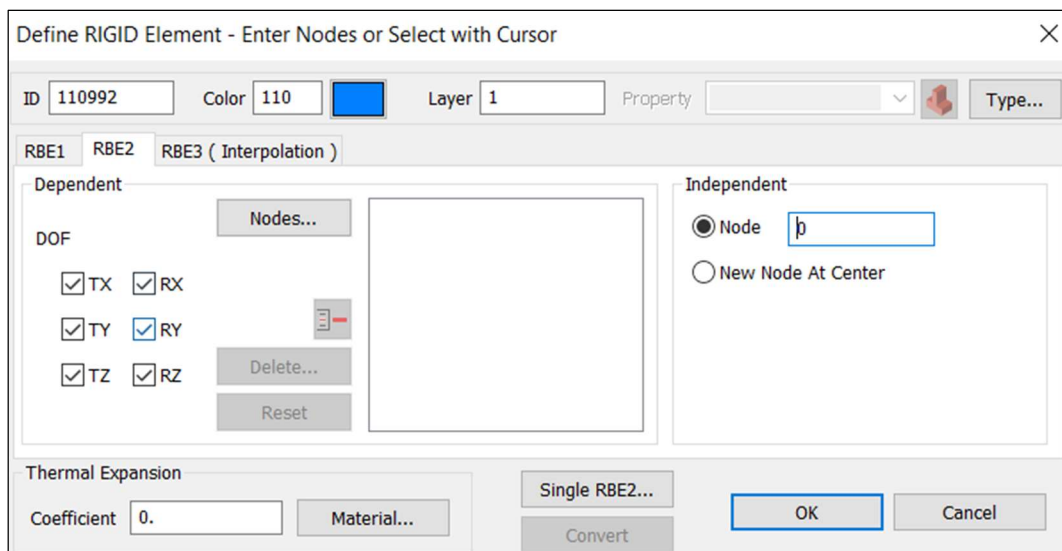 Define RIGID Element - Enter Nodes or Select with Cursor
ID 110992 Color 110 Layer 1 Property Type...
RBE1 RBE2 RBE3 ( Interpolation )
Dependent
Nodes...
DOF
TX RX
TY RY
TZ RZ
Delete...
Reset
Independent
Node 0
New Node At Center
Thermal Expansion
Coefficient 0. Material...
Single RBE2...
Convert
OK Cancel